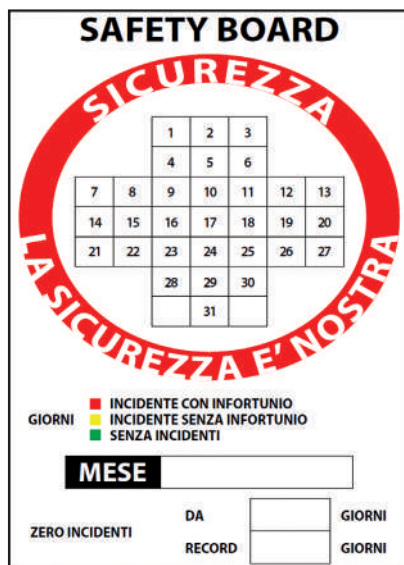 SAFETY BOARD
SICUREZZA
1 2 3
4 5 6
7 8 9 10 11 12 13
14 15 16 17 18 19 20
21 22 23 24 25 26 27
28 29 30
31
LA SICUREZZA E' NOSTRA
GIORNI
INCIDENTE CON INFORTUNIO
INCIDENTE SENZA INFORTUNIO
SENZA INCIDENTI
MESE
ZERO INCIDENTI
DA GIORNI
RECORD GIORNI